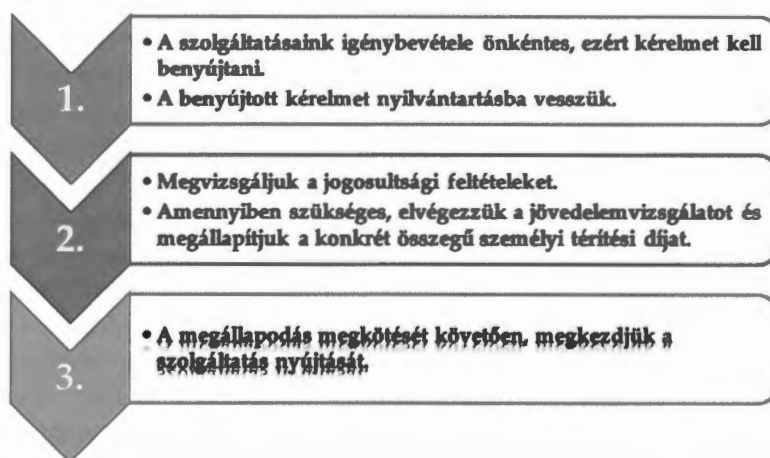 1.
• A szolgáltatásaink igénybevétele önkéntes, ezért kérelmet kell
benyújtani.
• A benyújtott kérelmet nyilvántartásba vesszük.
2.
• Megvizsgáljuk a jogosultsági feltételeket.
• Amennyiben szükséges, elvégezzük a jövedelemvizsgálatot és
megállapítjuk a konkrét összegű személyi térítési díjat.
3.
• A megállapodás megkötését követően, megkezdjük a
szolgáltatás nyújtását.